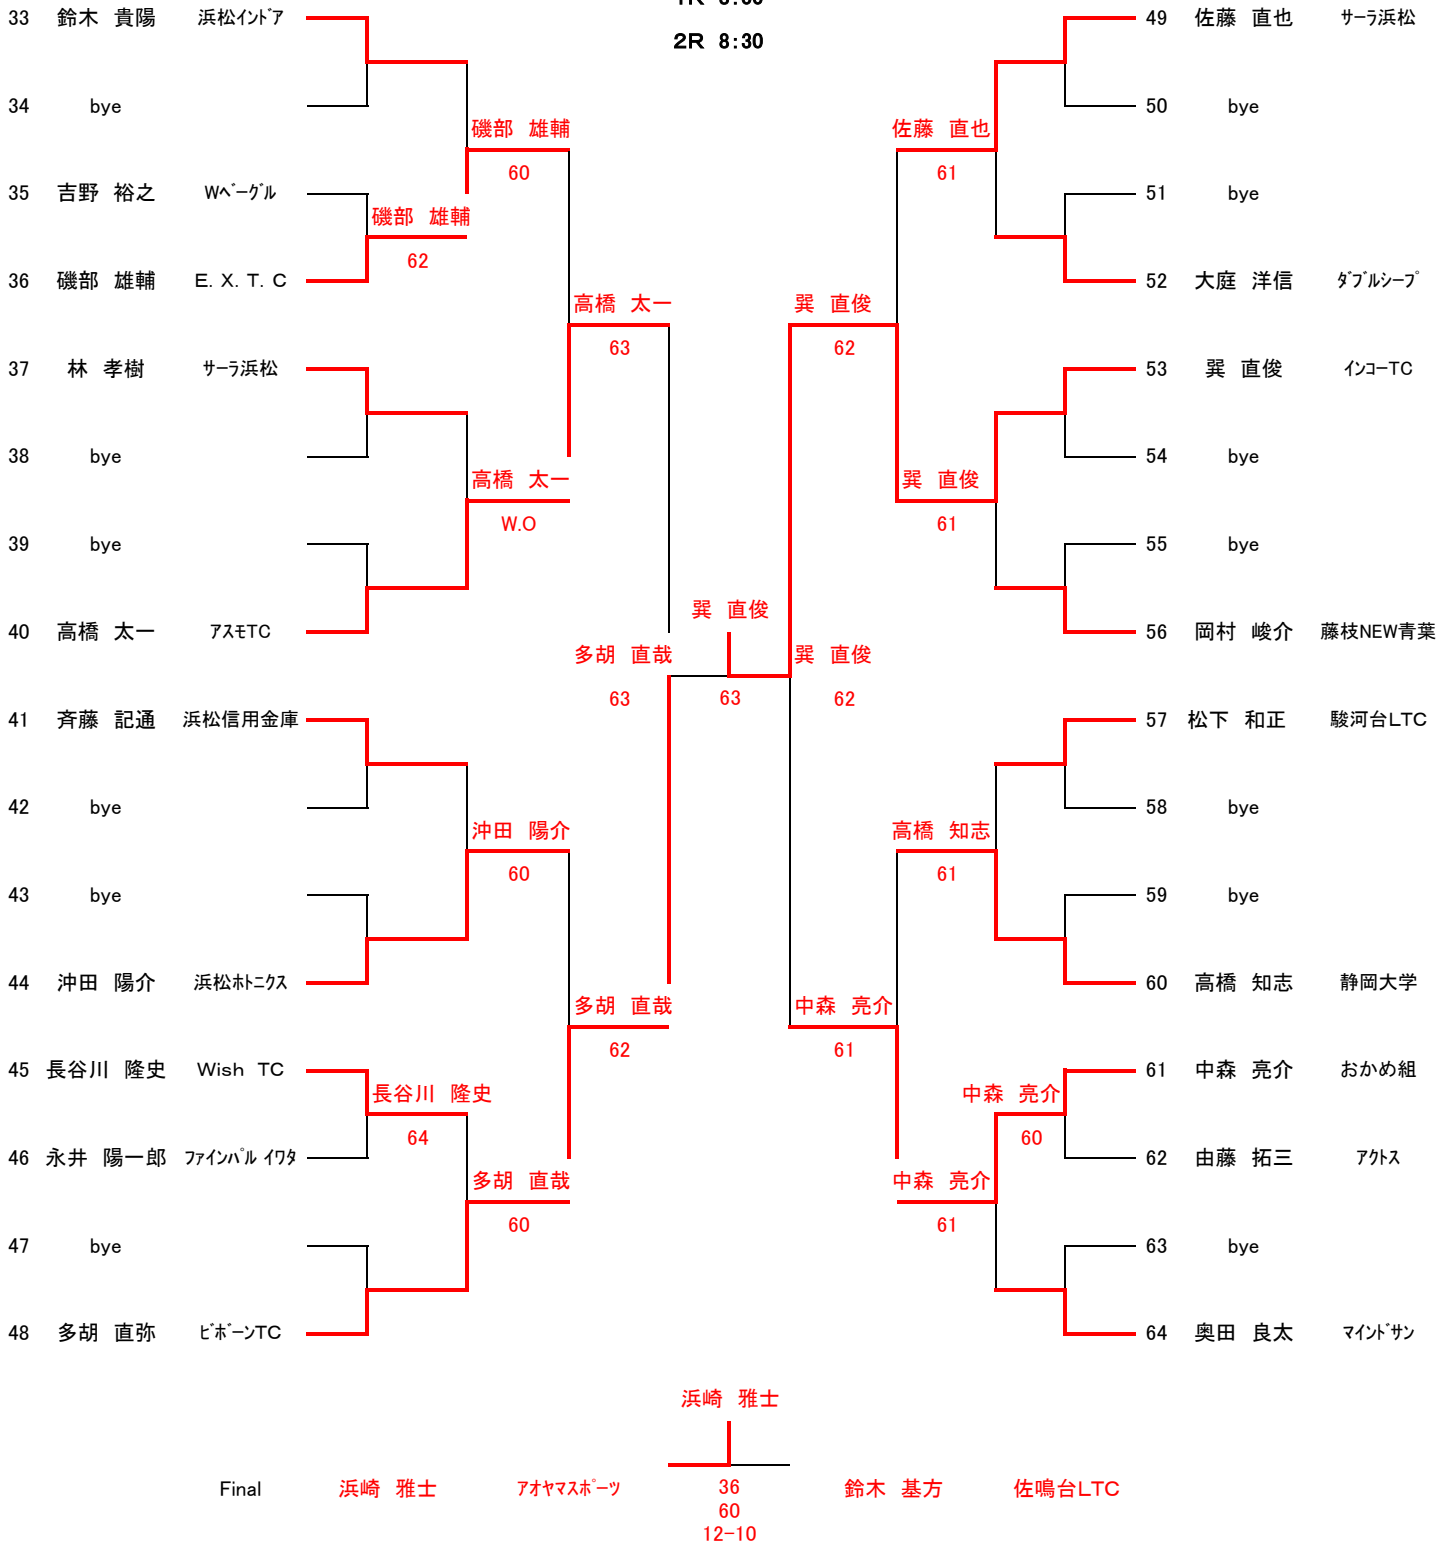 33 鈴木 貴陽 浜松インドア
2R 8:30
49 佐藤 直也 サーラ浜松
34 bye
50 bye
磯部 雄輔
佐藤 直也
60
61
35 吉野 裕之 Wベーグル
51 bye
磯部 雄輔
62
36 磯部 雄輔 E. X. T. C
52 大庭 洋信 ダブルシープ
高橋 太一
巽 直俊
63
62
37 林 孝樹 サーラ浜松
53 巽 直俊 インコーTC
38 bye
54 bye
高橋 太一
巽 直俊
W.O
61
39 bye
55 bye
巽 直俊
40 高橋 太一 アスモTC
56 岡村 峻介 藤枝NEW青葉
多胡 直哉
巽 直俊
63
63
62
41 斉藤 記通 浜松信用金庫
57 松下 和正 駿河台LTC
42 bye
58 bye
沖田 陽介
高橋 知志
60
61
43 bye
59 bye
44 沖田 陽介 浜松ホトニクス
60 高橋 知志 静岡大学
多胡 直哉
中森 亮介
62
61
45 長谷川 隆史 Wish TC
61 中森 亮介 おかめ組
長谷川 隆史
中森 亮介
64
60
46 永井 陽一郎 ファインパル イワタ
62 由藤 拓三 アクトス
多胡 直哉
中森 亮介
60
61
47 bye
63 bye
48 多胡 直弥 ビボーンTC
64 奥田 良太 マインドサン
浜崎 雅士
Final 浜崎 雅士 アオヤマスポーツ 36 鈴木 基方 佐鳴台LTC
60
12-10